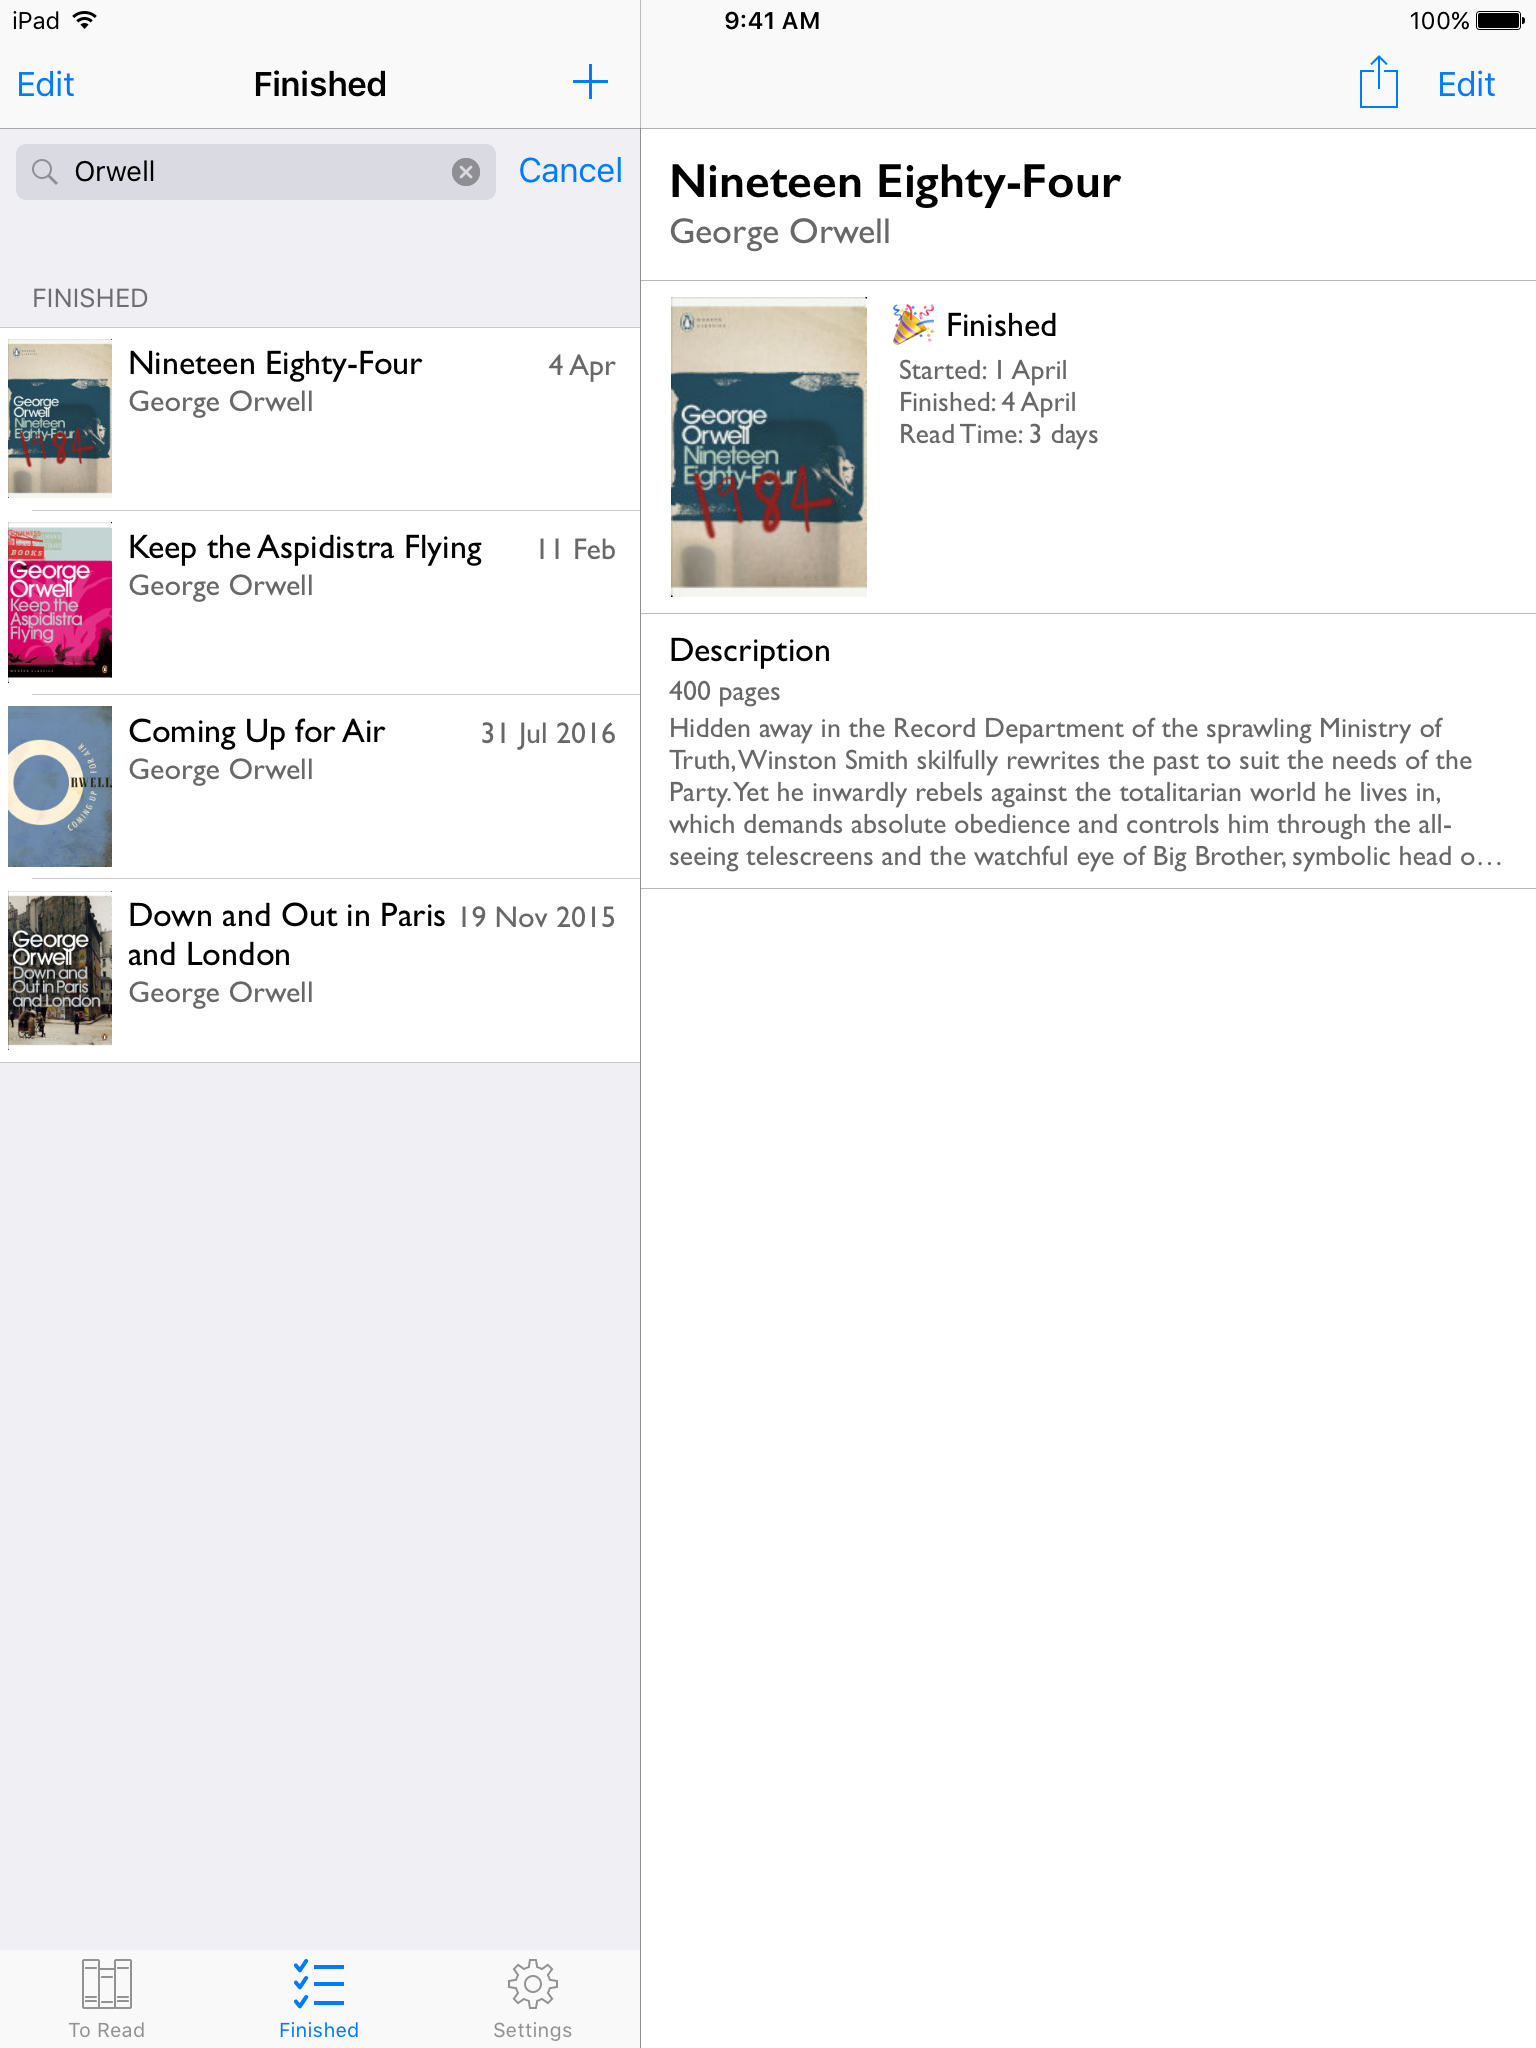 iPad
9:41 AM
100%
Edit
Finished
Edit
Orwell
Cancel
FINISHED
George
Orwell
Nineteen
Eighty-Four
1984
Nineteen Eighty-Four
4 Apr
George Orwell
BOOKS
George
Orwell
Keep the
Aspidistra
Flying
Keep the Aspidistra Flying
11 Feb
George Orwell
ORWELL
COMING UP FOR AIR
Coming Up for Air
31 Jul 2016
George Orwell
George
Orwell
Down and
Out in Paris
and London
Down and Out in Paris
and London
19 Nov 2015
George Orwell
To Read
Finished
Settings
Nineteen Eighty-Four
George Orwell
MODERN
CLASSICS
George
Orwell
Nineteen
Eighty-Four
1984
Finished
Started: 1 April
Finished: 4 April
Read Time: 3 days
Description
400 pages
Hidden away in the Record Department of the sprawling Ministry of
Truth, Winston Smith skilfully rewrites the past to suit the needs of the
Party. Yet he inwardly rebels against the totalitarian world he lives in,
which demands absolute obedience and controls him through the all-
seeing telescreens and the watchful eye of Big Brother, symbolic head o…